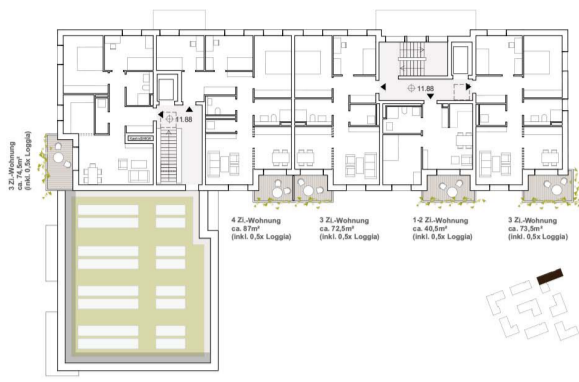 11.88
11.88
3 Zi.-Wohnung
ca. 74,5m²
(inkl. 0,5x Loggia)
4 Zi.-Wohnung
ca. 87m²
(inkl. 0,5x Loggia)
3 Zi.-Wohnung
ca. 72,5m²
(inkl. 0,5x Loggia)
1-2 Zi.-Wohnung
ca. 40,5m²
(inkl. 0,5x Loggia)
3 Zi.-Wohnung
ca. 73,5m²
(inkl. 0,5x Loggia)